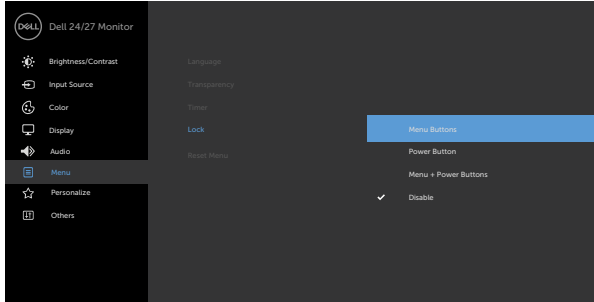 DELL
Dell 24/27 Monitor
Brightness/Contrast
Input Source
Color
Display
Audio
Menu
Personalize
Others
Language
Transparency
Timer
Lock
Reset Menu
Menu Buttons
Power Button
Menu + Power Buttons
Disable